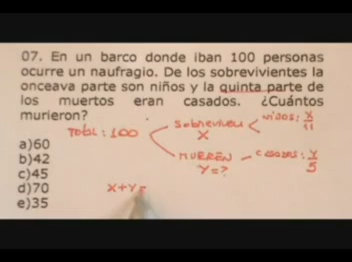 07. En un barco donde iban 100 personas
ocurre un naufragio. De los sobrevivientes la
onceava parte son niños y la quinta parte de
los muertos eran casados. ¿Cuántos
murieron?
TOTAL: 100
SOBREVIVEN
X
NIÑOS: X/11
MUEREN
Y=?
CASADOS: Y/5
a)60
b)42
c)45
d)70
e)35
X+Y=